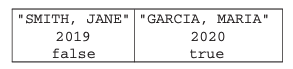 "SMITH, JANE" "GARCIA, MARIA"
2019 2020
false true